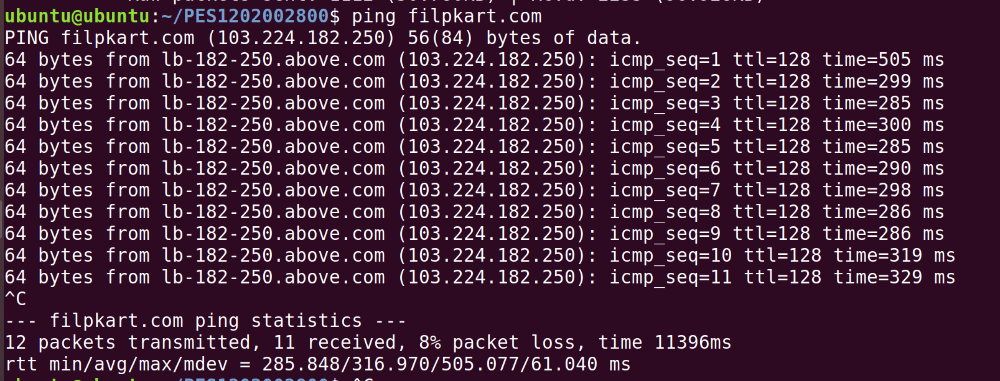 ubuntu@ubuntu:~/PES1202002800$ ping filpkart.com
PING filpkart.com (103.224.182.250) 56(84) bytes of data.
64 bytes from lb-182-250.above.com (103.224.182.250): icmp_seq=1 ttl=128 time=505 ms
64 bytes from lb-182-250.above.com (103.224.182.250): icmp_seq=2 ttl=128 time=299 ms
64 bytes from lb-182-250.above.com (103.224.182.250): icmp_seq=3 ttl=128 time=285 ms
64 bytes from lb-182-250.above.com (103.224.182.250): icmp_seq=4 ttl=128 time=300 ms
64 bytes from lb-182-250.above.com (103.224.182.250): icmp_seq=5 ttl=128 time=285 ms
64 bytes from lb-182-250.above.com (103.224.182.250): icmp_seq=6 ttl=128 time=290 ms
64 bytes from lb-182-250.above.com (103.224.182.250): icmp_seq=7 ttl=128 time=298 ms
64 bytes from lb-182-250.above.com (103.224.182.250): icmp_seq=8 ttl=128 time=286 ms
64 bytes from lb-182-250.above.com (103.224.182.250): icmp_seq=9 ttl=128 time=286 ms
64 bytes from lb-182-250.above.com (103.224.182.250): icmp_seq=10 ttl=128 time=319 ms
64 bytes from lb-182-250.above.com (103.224.182.250): icmp_seq=11 ttl=128 time=329 ms
^C
--- filpkart.com ping statistics ---
12 packets transmitted, 11 received, 8% packet loss, time 11396ms
rtt min/avg/max/mdev = 285.848/316.970/505.077/61.040 ms
ubuntu@ubuntu:~/PES1202002800$ ^C